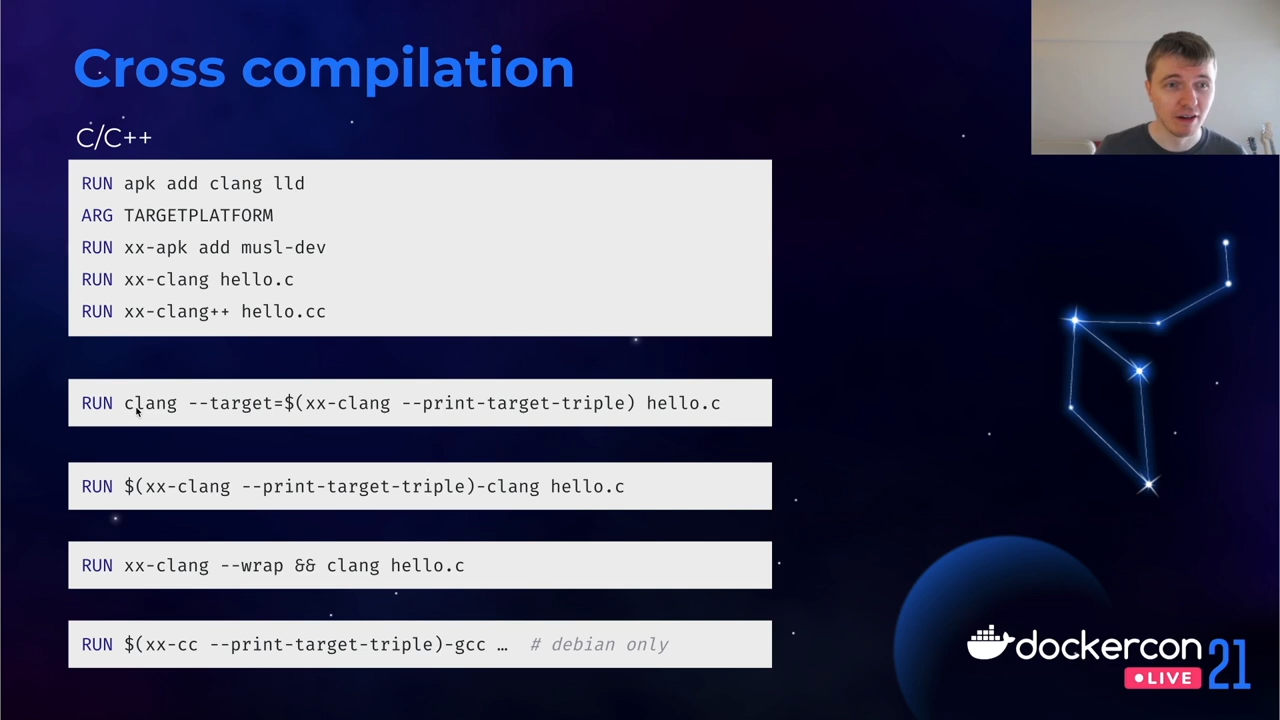 Cross compilation
C/C++
RUN apk add clang lld
ARG TARGETPLATFORM
RUN xx-apk add musl-dev
RUN xx-clang hello.c
RUN xx-clang++ hello.cc
RUN clang --target=$(xx-clang --print-target-triple) hello.c
RUN $(xx-clang --print-target-triple)-clang hello.c
RUN xx-clang --wrap && clang hello.c
RUN $(xx-cc --print-target-triple)-gcc … # debian only
dockercon
LIVE 21